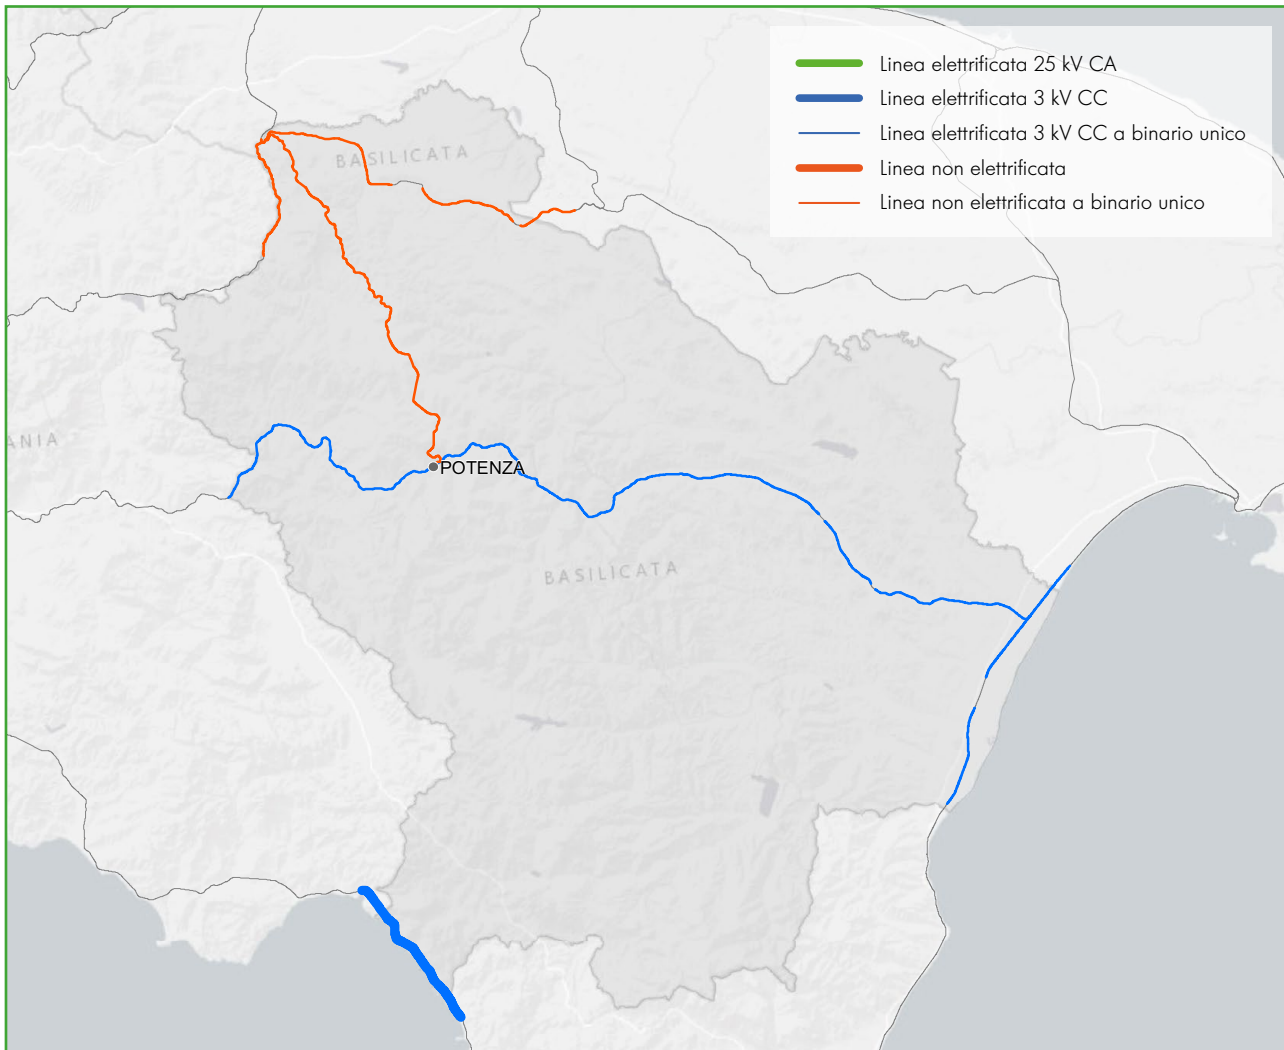 Linea elettrificata 25 kV CA
Linea elettrificata 3 kV CC
Linea elettrificata 3 kV CC a binario unico
Linea non elettrificata
Linea non elettrificata a binario unico
BASILICATA
ANIA
POTENZA
BASILICATA